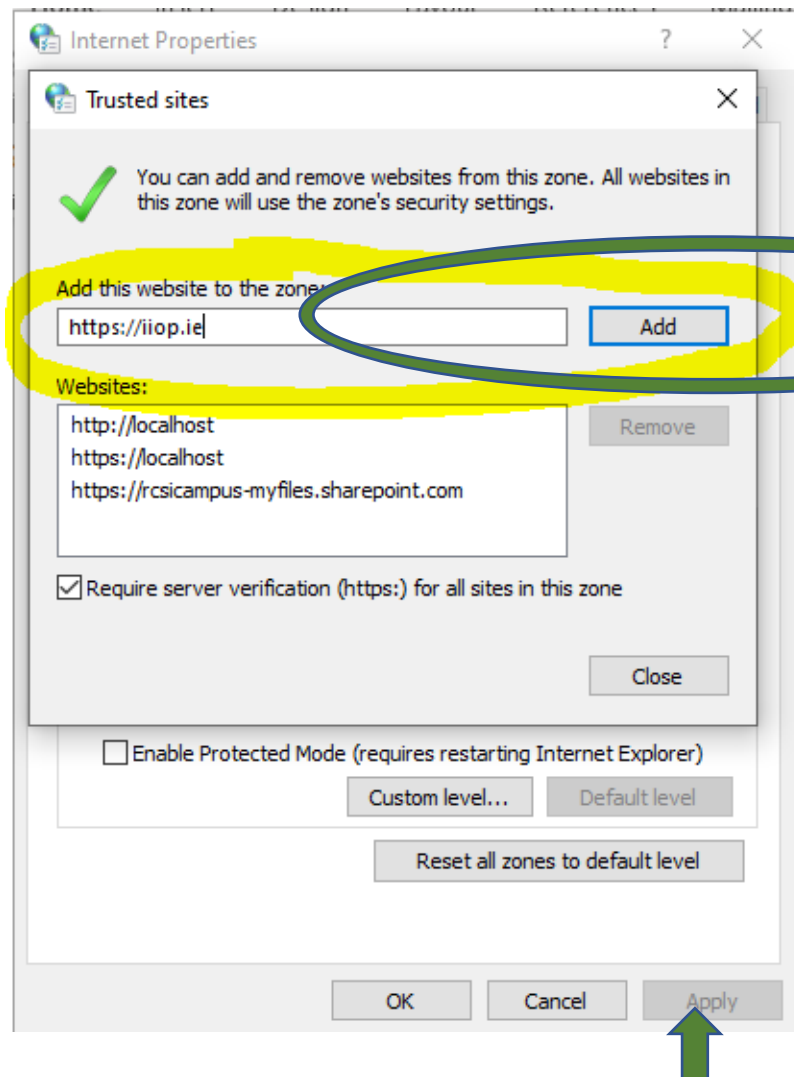 Internet Properties
?
Trusted sites
You can add and remove websites from this zone. All websites in
this zone will use the zone's security settings.
Add this website to the zone:
https://iiop.ie
Add
Websites:
http://localhost
Remove
https://localhost
https://rcsicampus-myfiles.sharepoint.com
Require server verification (https:) for all sites in this zone
Close
Enable Protected Mode (requires restarting Internet Explorer)
Custom level...
Default level
Reset all zones to default level
OK
Cancel
Apply